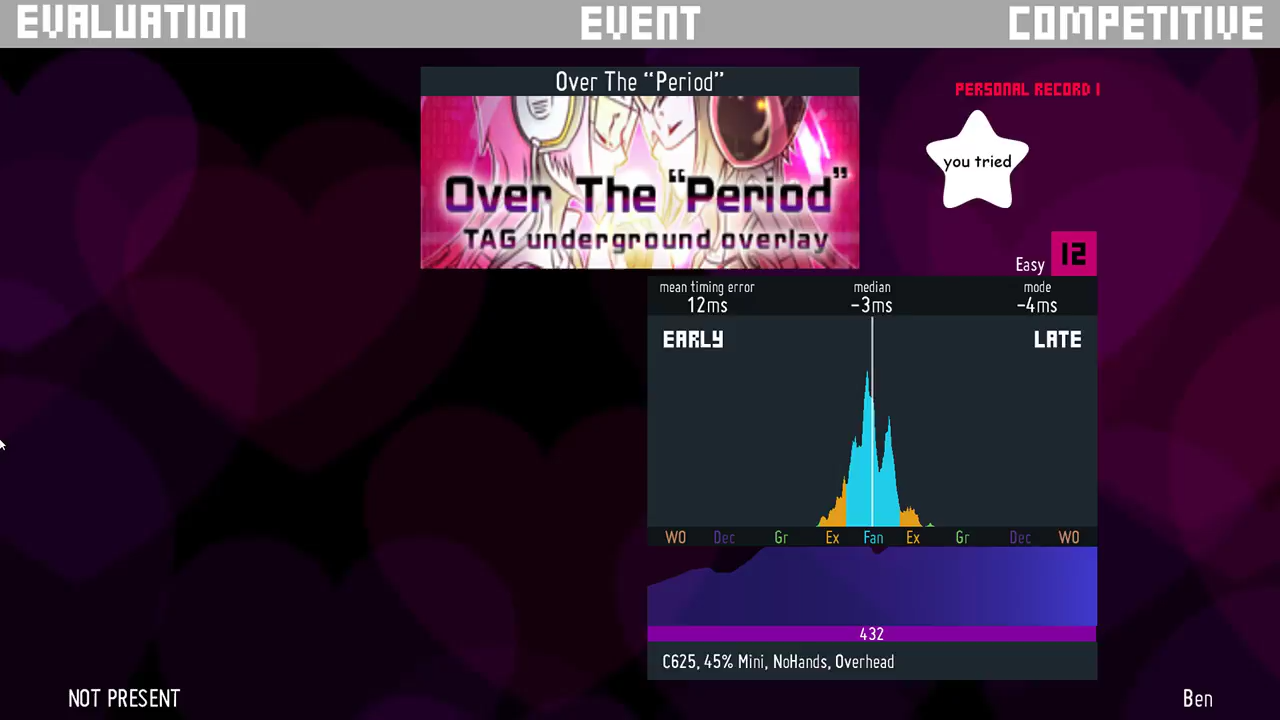 EVALUATION
EVENT
COMPETITIVE
Over The “Period”
PERSONAL RECORD 1
you tried
Over The “Period”
TAG underground overlay
Easy 12
mean timing error
12ms
median
-3ms
mode
-4ms
EARLY
LATE
WO Dec Gr Ex Fan Ex Gr Dec WO
432
C625, 45% Mini, NoHands, Overhead
NOT PRESENT
Ben